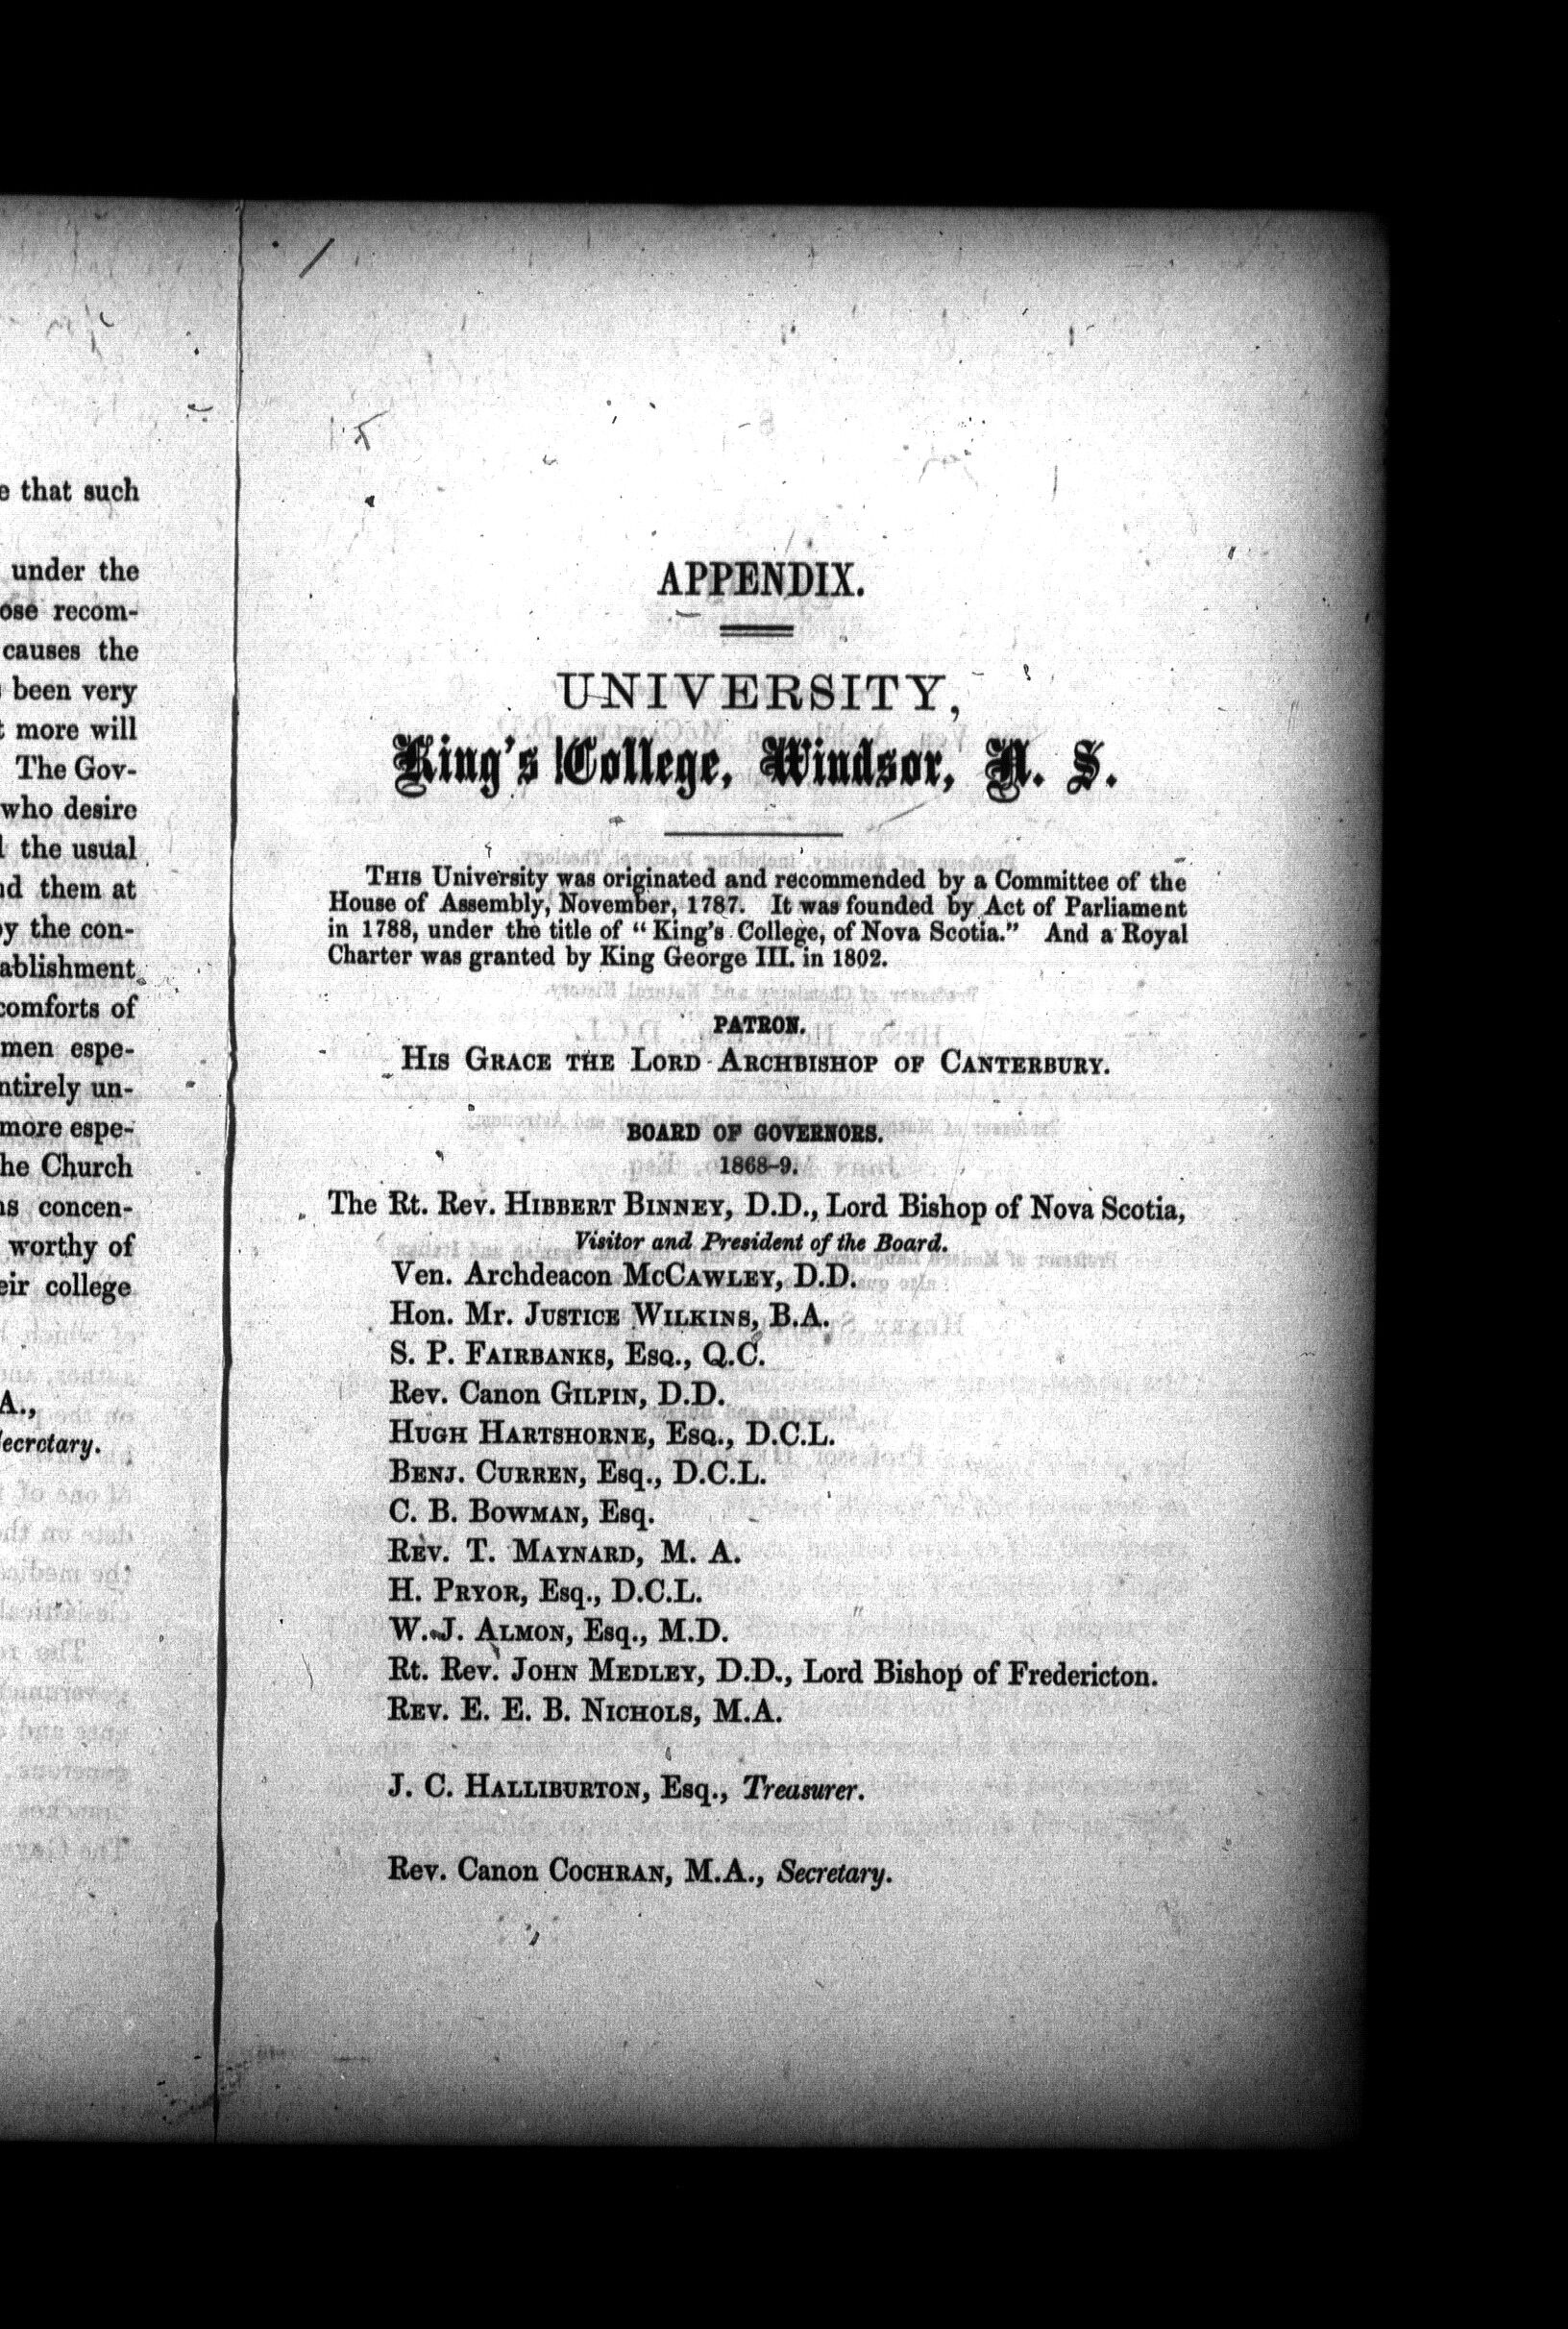 e that such
under the
ose recom-
causes the
been very
more will
The Gov-
who desire
the usual
them at
the con-
ablishment
comforts of
men espe-
ntirely un-
more espe-
he Church
concen-
worthy of
eir college
A.,
Secretary.
APPENDIX.
UNIVERSITY,
King's College, Windsor, N. S.
THIS University was originated and recommended by a Committee of the
House of Assembly, November, 1787. It was founded by Act of Parliament
in 1788, under the title of "King's College, of Nova Scotia." And a Royal
Charter was granted by King George III. in 1802.
PATRON.
HIS GRACE THE LORD ARCHBISHOP OF CANTERBURY.
BOARD OF GOVERNORS.
1868-9.
The Rt. Rev. HIBBERT BINNEY, D.D., Lord Bishop of Nova Scotia,
Visitor and President of the Board.
Ven. Archdeacon MCCAWLEY, D.D.
Hon. Mr. JUSTICE WILKINS, B.A.
S. P. FAIRBANKS, ESQ., Q.C.
Rev. Canon GILPIN, D.D.
HUGH HARTSHORNE, ESQ., D.C.L.
BENJ. CURREN, Esq., D.C.L.
C. B. BOWMAN, Esq.
REV. T. MAYNARD, M. A.
H. PRYOR, Esq., D.C.L.
W. J. ALMON, Esq., M.D.
Rt. Rev. JOHN MEDLEY, D.D., Lord Bishop of Fredericton.
REV. E. E. B. NICHOLS, M.A.
J. C. HALLIBURTON, Esq., Treasurer.
Rev. Canon COCHRAN, M.A., Secretary.